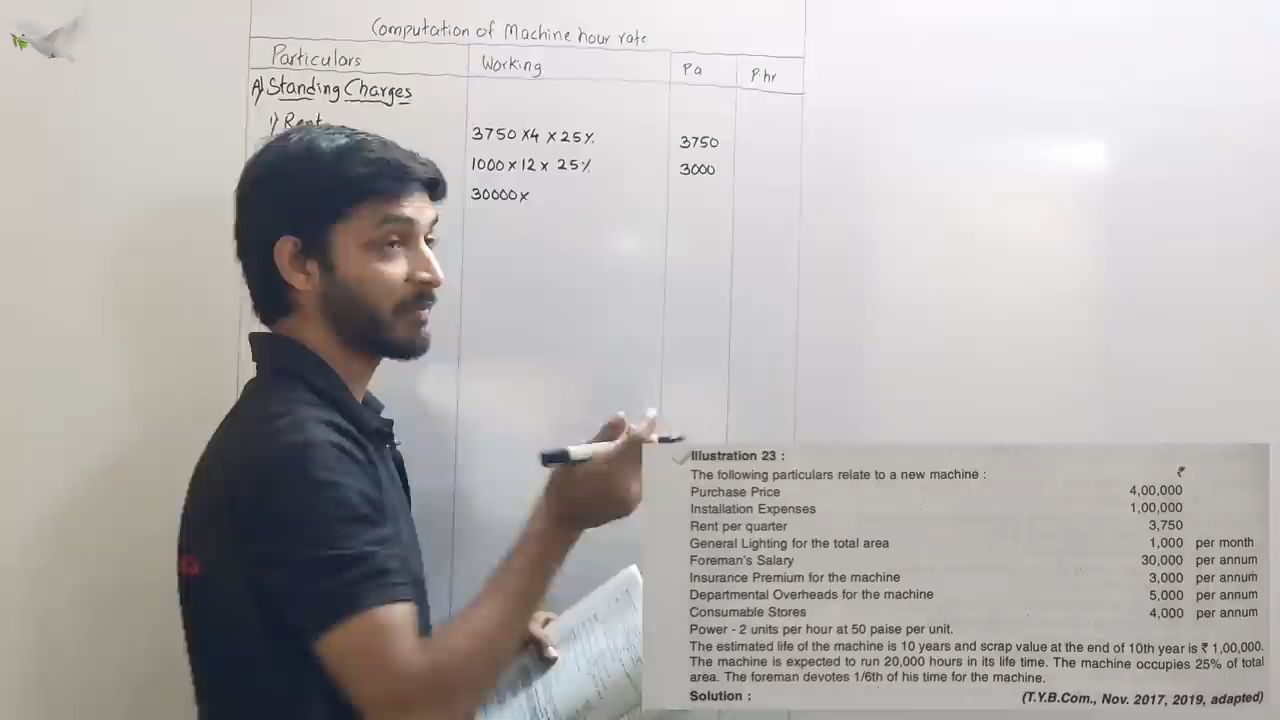 Computation of Machine hour rate
Particulars Working Pa Phr
A) Standing Charges
1) Rent 3750 x4 x 25% 3750
1000 x 12 x 25% 3000
30000 x
Illustration 23 :
The following particulars relate to a new machine : ₹
Purchase Price 4,00,000
Installation Expenses 1,00,000
Rent per quarter 3,750
General Lighting for the total area 1,000 per month
Foreman's Salary 30,000 per annum
Insurance Premium for the machine 3,000 per annum
Departmental Overheads for the machine 5,000 per annum
Consumable Stores 4,000 per annum
Power - 2 units per hour at 50 paise per unit.
The estimated life of the machine is 10 years and scrap value at the end of 10th year is ₹ 1,00,000.
The machine is expected to run 20,000 hours in its life time. The machine occupies 25% of total
area. The foreman devotes 1/6th of his time for the machine.
Solution : (T.Y.B.Com., Nov. 2017, 2019, adapted)